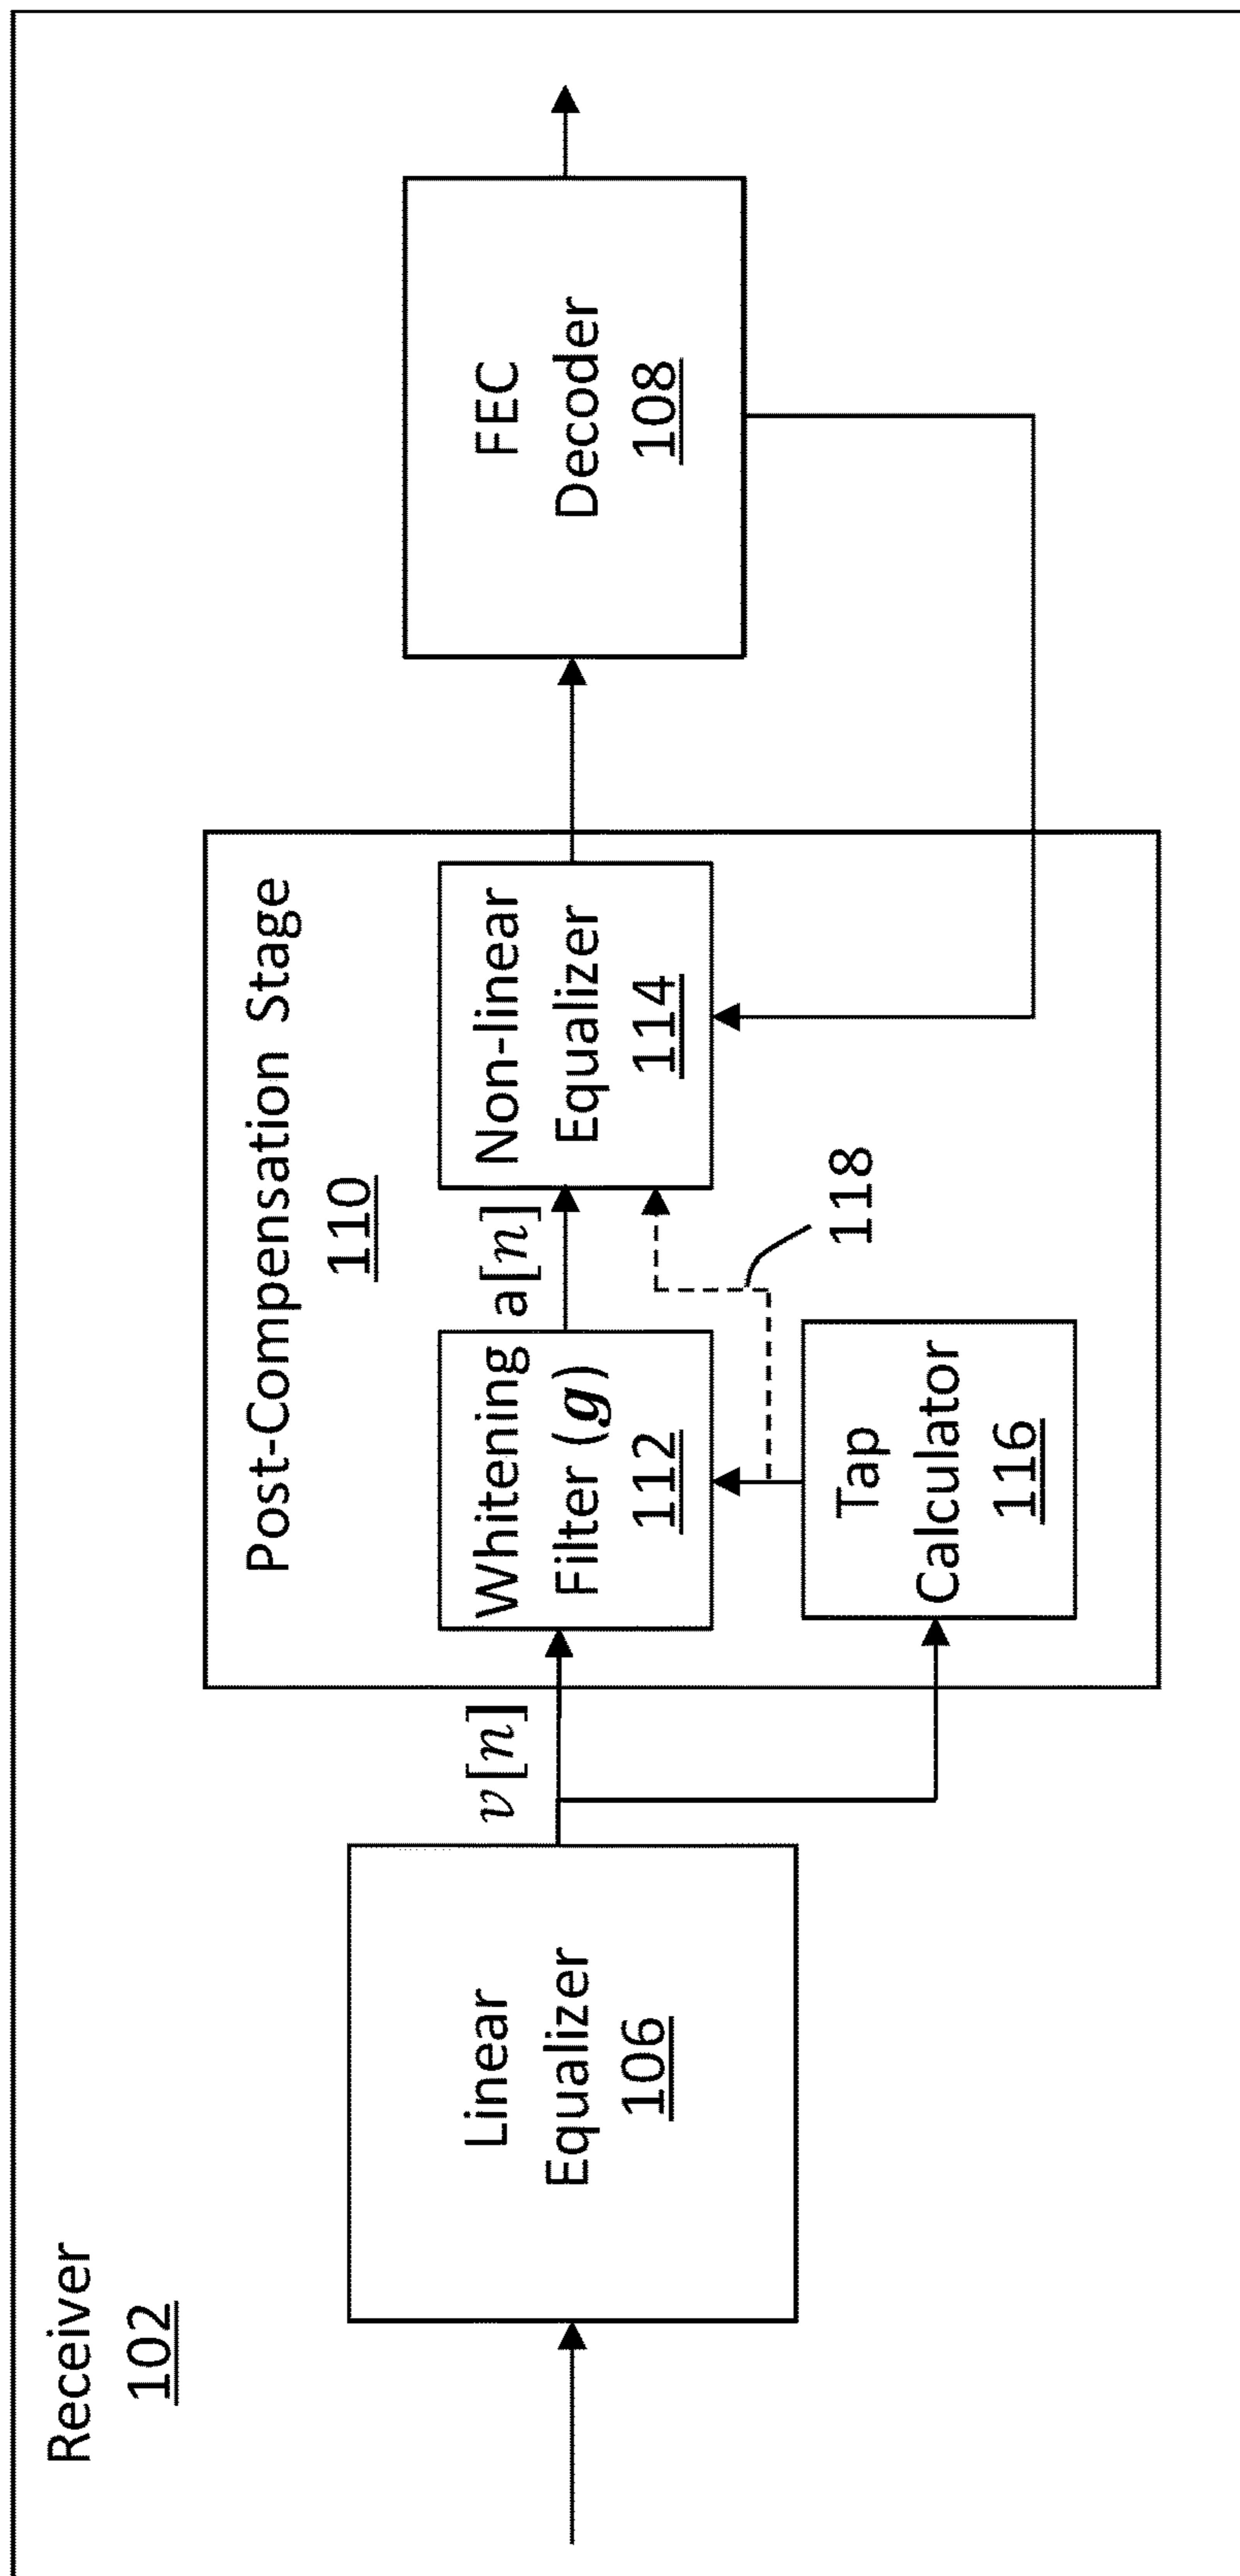 Receiver
102
Linear
Equalizer
106
v[n]
Post-Compensation Stage
110
Whitening
Filter (g)
112
a[n]
Non-linear
Equalizer
114
Tap
Calculator
116
118
FEC
Decoder
108